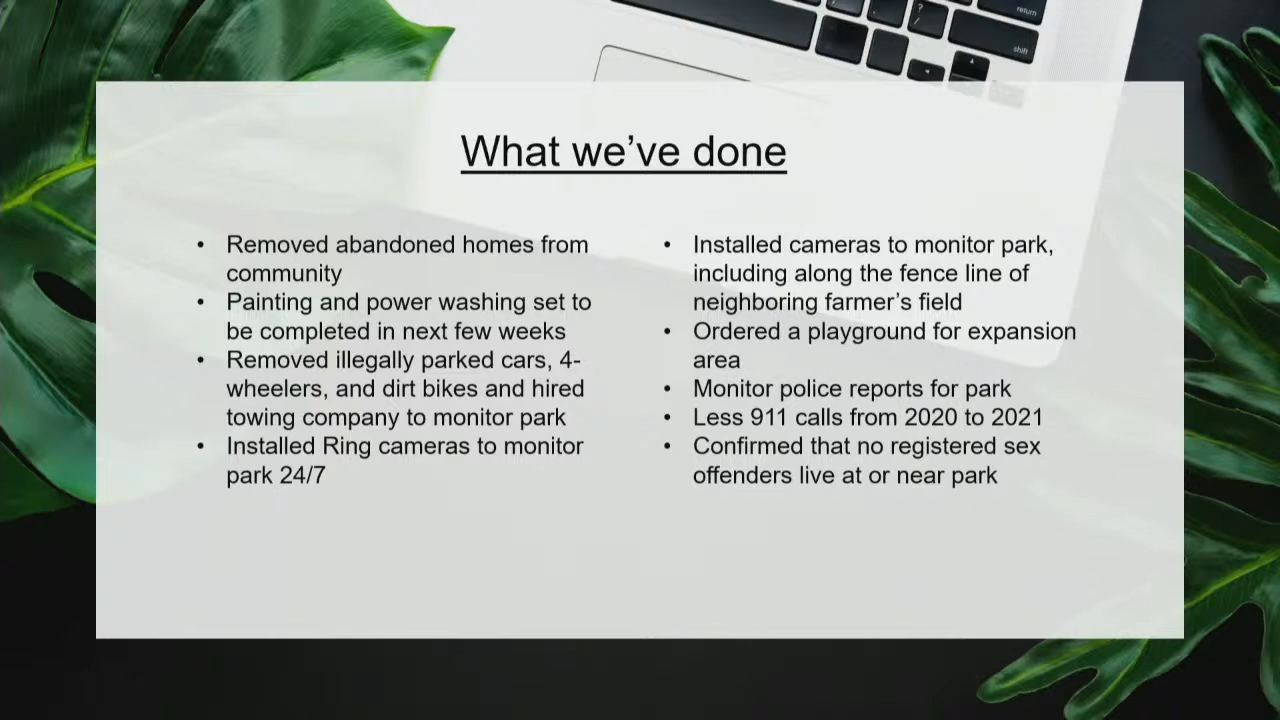 return
?
/
shift
What we’ve done
• Removed abandoned homes from
community
• Painting and power washing set to
be completed in next few weeks
• Removed illegally parked cars, 4-
wheelers, and dirt bikes and hired
towing company to monitor park
• Installed Ring cameras to monitor
park 24/7
• Installed cameras to monitor park,
including along the fence line of
neighboring farmer’s field
• Ordered a playground for expansion
area
• Monitor police reports for park
• Less 911 calls from 2020 to 2021
• Confirmed that no registered sex
offenders live at or near park